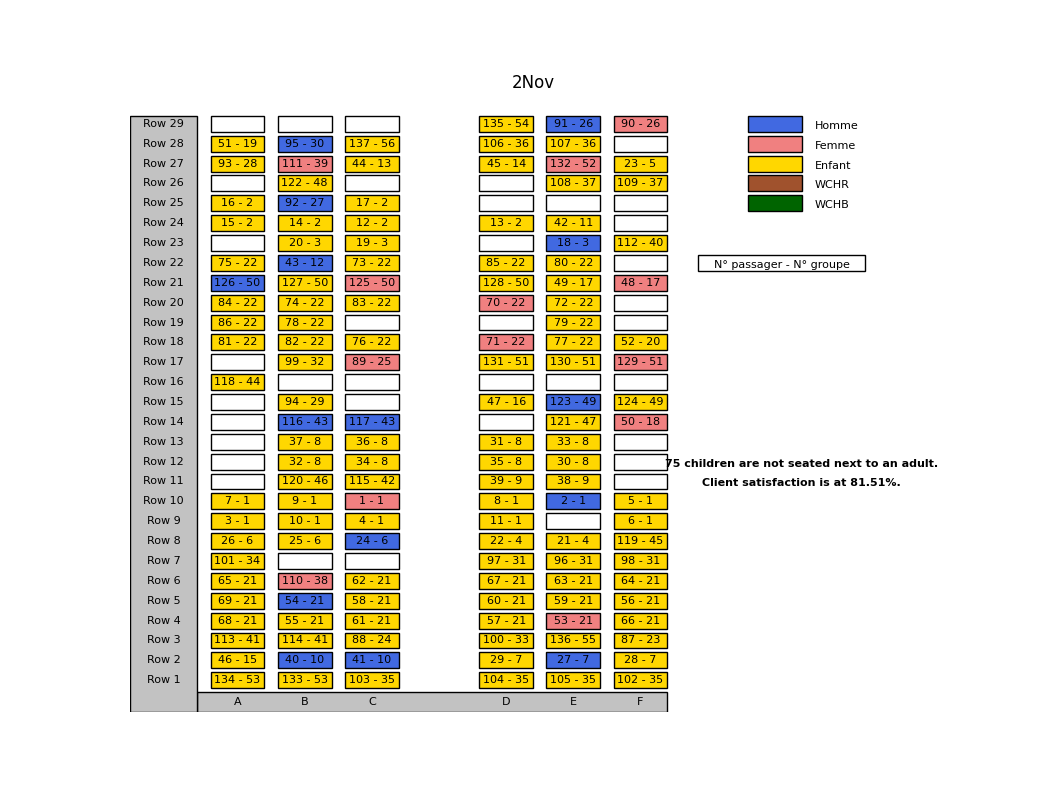 2Nov
Row 29 135 - 54 91 - 26 90 - 26 Homme
Row 28 51 - 19 95 - 30 137 - 56 106 - 36 107 - 36 Femme
Row 27 93 - 28 111 - 39 44 - 13 45 - 14 132 - 52 23 - 5 Enfant
Row 26 122 - 48 108 - 37 109 - 37 WCHR
Row 25 16 - 2 92 - 27 17 - 2 WCHB
Row 24 15 - 2 14 - 2 12 - 2 13 - 2 42 - 11
Row 23 20 - 3 19 - 3 18 - 3 112 - 40
Row 22 75 - 22 43 - 12 73 - 22 85 - 22 80 - 22 N° passager - N° groupe
Row 21 126 - 50 127 - 50 125 - 50 128 - 50 49 - 17 48 - 17
Row 20 84 - 22 74 - 22 83 - 22 70 - 22 72 - 22
Row 19 86 - 22 78 - 22 79 - 22
Row 18 81 - 22 82 - 22 76 - 22 71 - 22 77 - 22 52 - 20
Row 17 99 - 32 89 - 25 131 - 51 130 - 51 129 - 51
Row 16 118 - 44
Row 15 94 - 29 47 - 16 123 - 49 124 - 49
Row 14 116 - 43 117 - 43 121 - 47 50 - 18
Row 13 37 - 8 36 - 8 31 - 8 33 - 8
Row 12 32 - 8 34 - 8 35 - 8 30 - 8 75 children are not seated next to an adult.
Row 11 120 - 46 115 - 42 39 - 9 38 - 9 Client satisfaction is at 81.51%.
Row 10 7 - 1 9 - 1 1 - 1 8 - 1 2 - 1 5 - 1
Row 9 3 - 1 10 - 1 4 - 1 11 - 1 6 - 1
Row 8 26 - 6 25 - 6 24 - 6 22 - 4 21 - 4 119 - 45
Row 7 101 - 34 97 - 31 96 - 31 98 - 31
Row 6 65 - 21 110 - 38 62 - 21 67 - 21 63 - 21 64 - 21
Row 5 69 - 21 54 - 21 58 - 21 60 - 21 59 - 21 56 - 21
Row 4 68 - 21 55 - 21 61 - 21 57 - 21 53 - 21 66 - 21
Row 3 113 - 41 114 - 41 88 - 24 100 - 33 136 - 55 87 - 23
Row 2 46 - 15 40 - 10 41 - 10 29 - 7 27 - 7 28 - 7
Row 1 134 - 53 133 - 53 103 - 35 104 - 35 105 - 35 102 - 35
A B C D E F